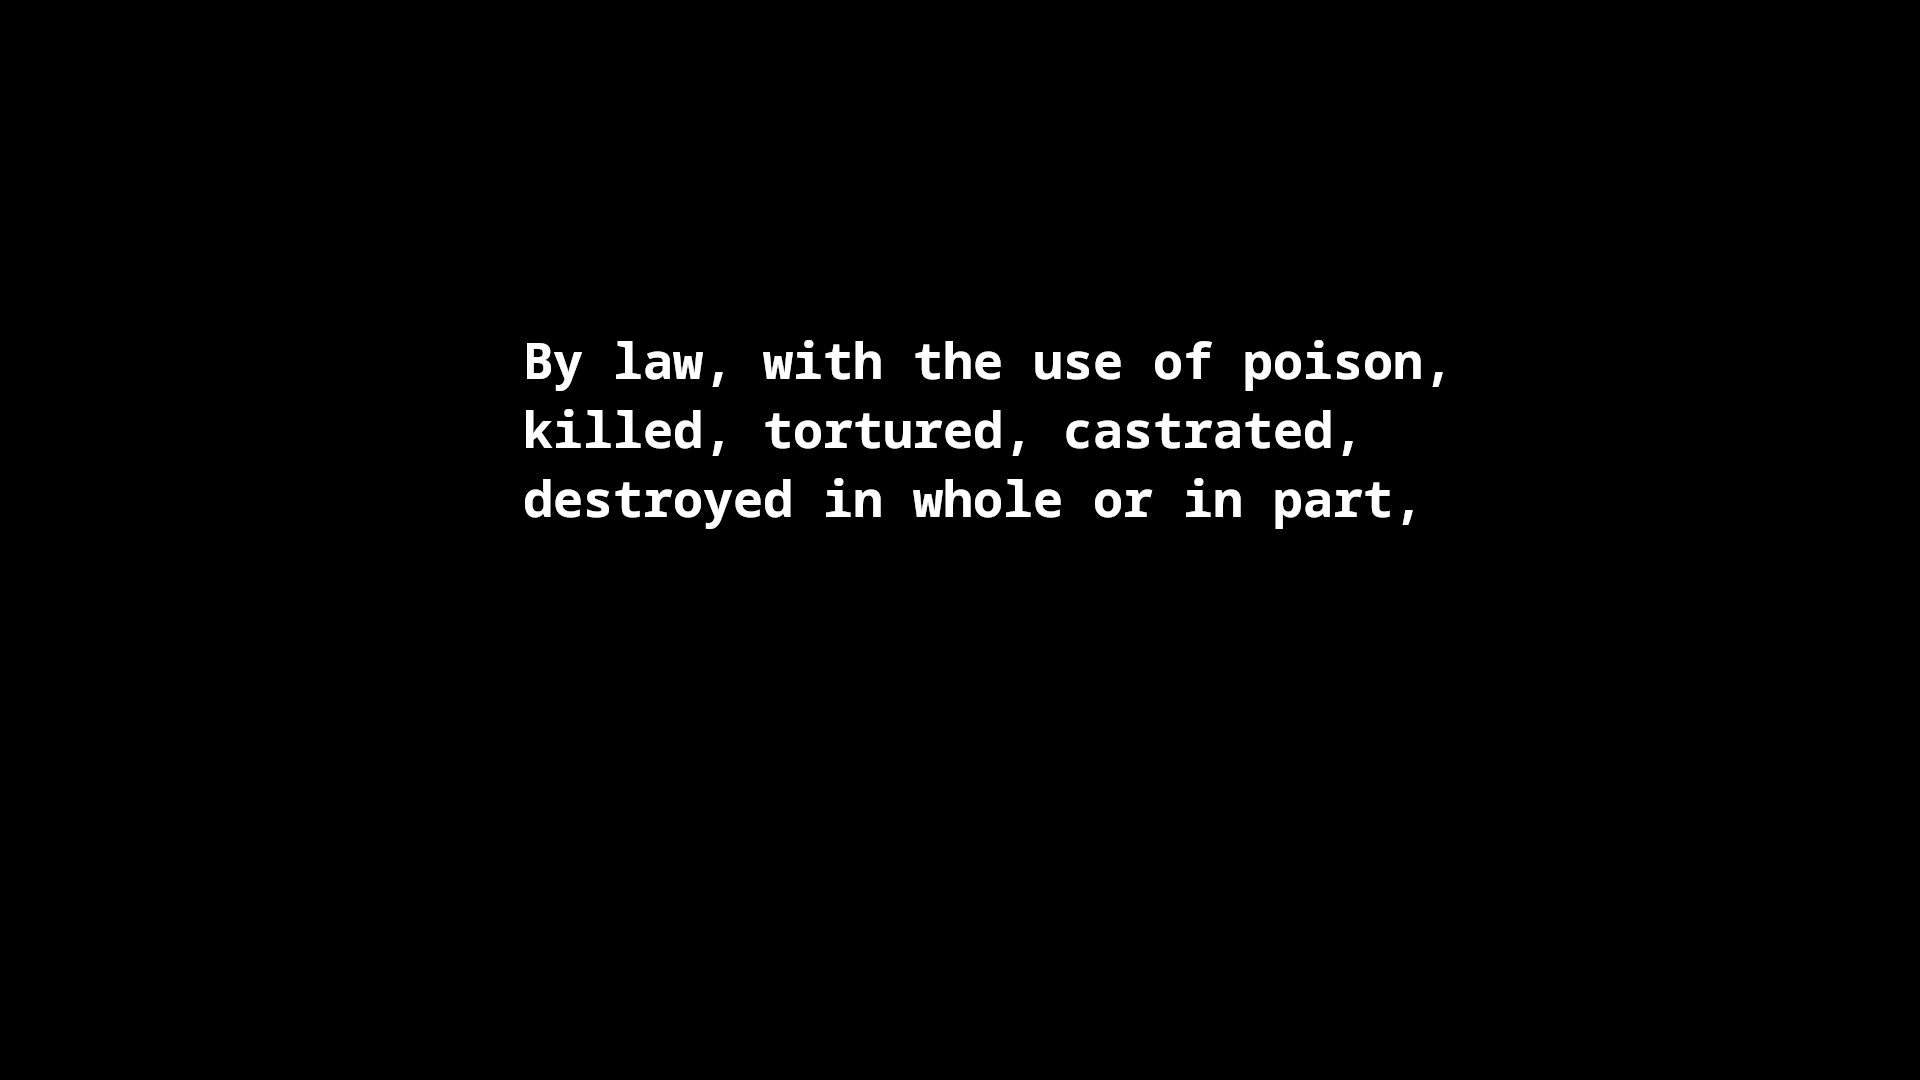 By law, with the use of poison,
killed, tortured, castrated,
destroyed in whole or in part,